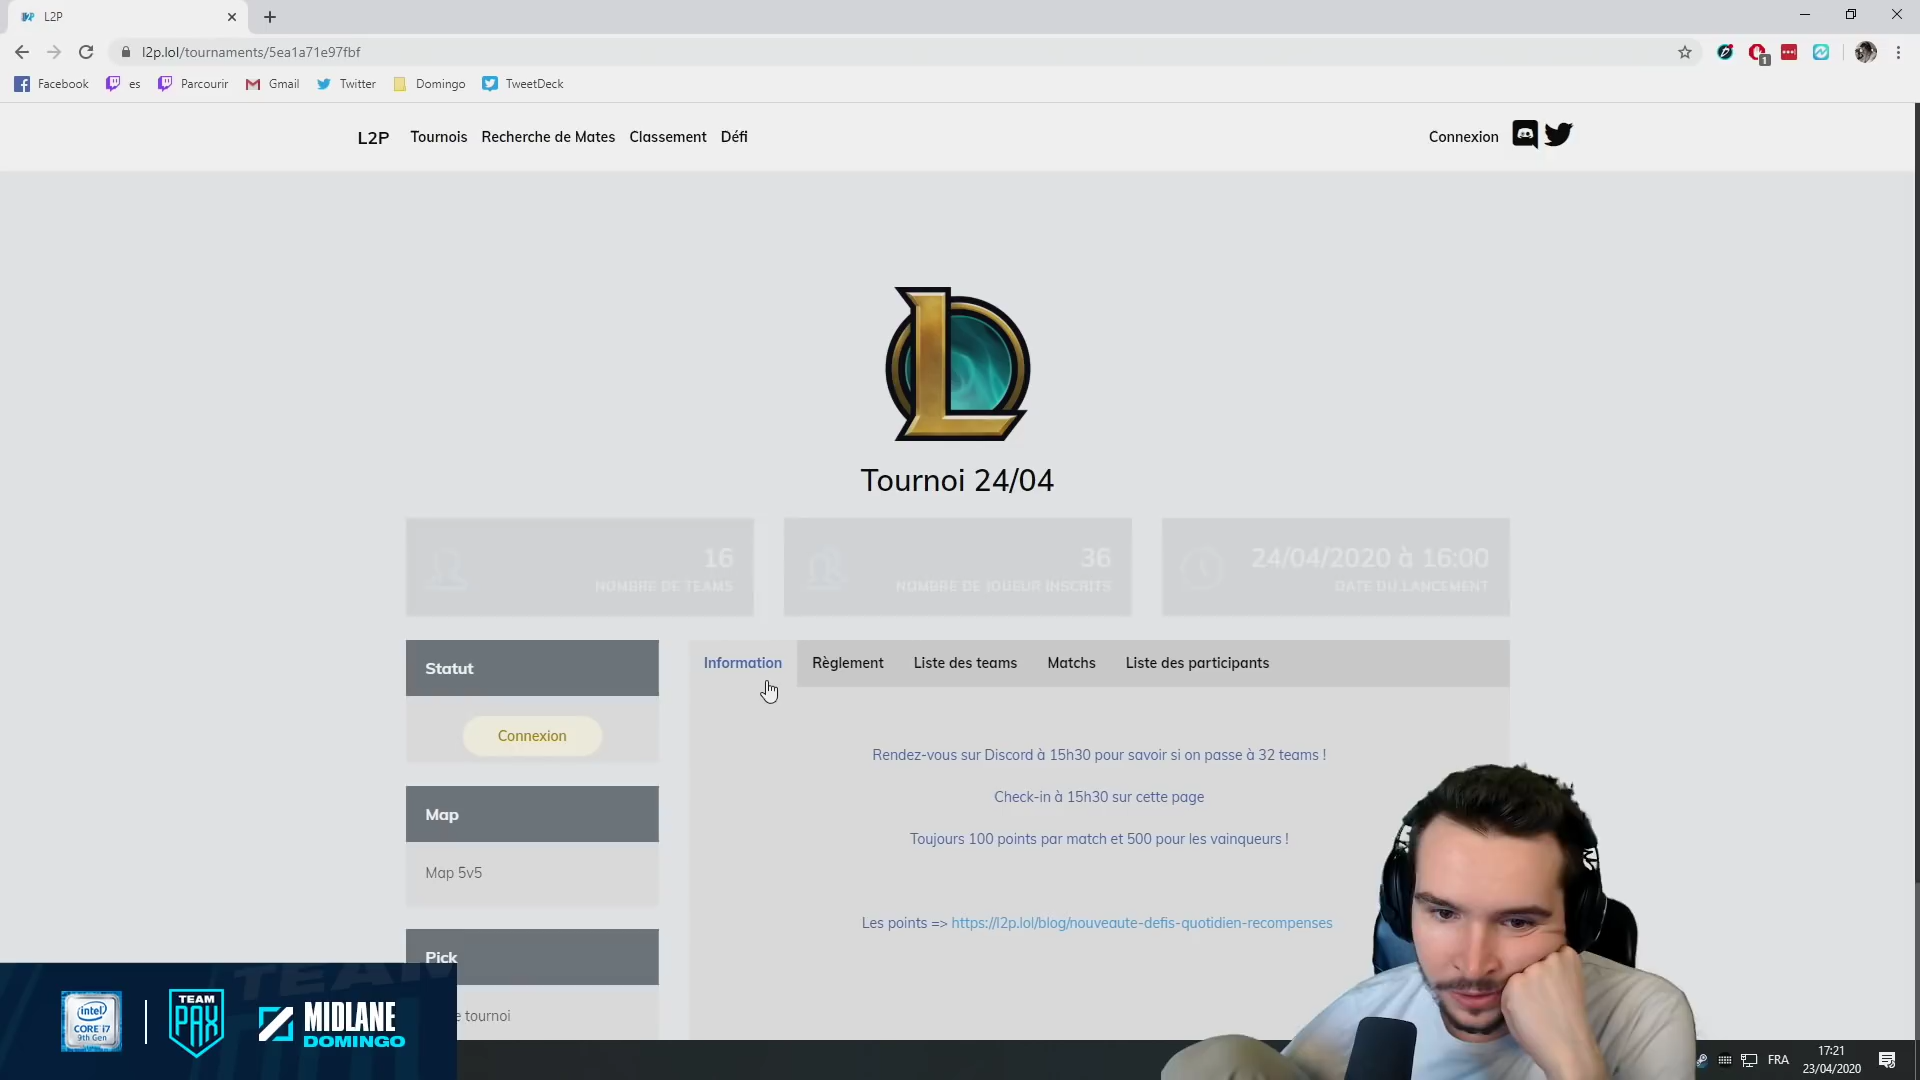 L2P
l2p.lol/tournaments/5ea1a71e97fbf
1
Facebook es Parcourir Gmail Twitter Domingo TweetDeck
L2P Tournois Recherche de Mates Classement Défi Connexion
Tournoi 24/04
16
NOMBRE DE TEAMS
36
NOMBRE DE JOUEUR INSCRITS
24/04/2020 à 16:00
DATE DU LANCEMENT
Statut
Connexion
Map
Map 5v5
Pick
e tournoi
Information Règlement Liste des teams Matchs Liste des participants
Rendez-vous sur Discord à 15h30 pour savoir si on passe à 32 teams !
Check-in à 15h30 sur cette page
Toujours 100 points par match et 500 pour les vainqueurs !
Les points => https://l2p.lol/blog/nouveaute-defis-quotidien-recompenses
TEAM
intel
CORE i7
9th Gen
TEAM
PAX
MIDLANE
DOMINGO
FRA
17:21
23/04/2020